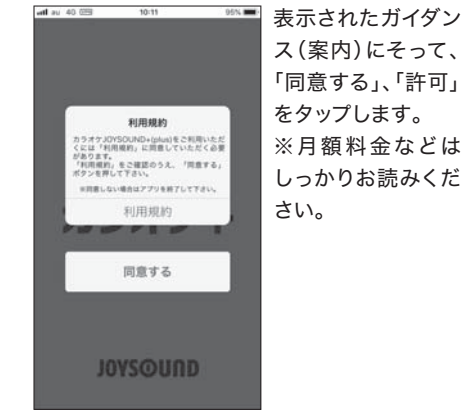 au 4G
10:11
95%
利用規約
カラオケJOYSOUND+(plus)をご利用いただ
くには「利用規約」に同意していただく必要
があります。
「利用規約」をご確認のうえ、「同意する」
ボタンを押して下さい。
※同意しない場合はアプリを終了して下さい。
利用規約
カラオケ
同意する
JOYSOUND
表示されたガイダン
ス(案内)にそって、
「同意する」、「許可」
をタップします。
※月額料金などは
しっかりお読みくだ
さい。